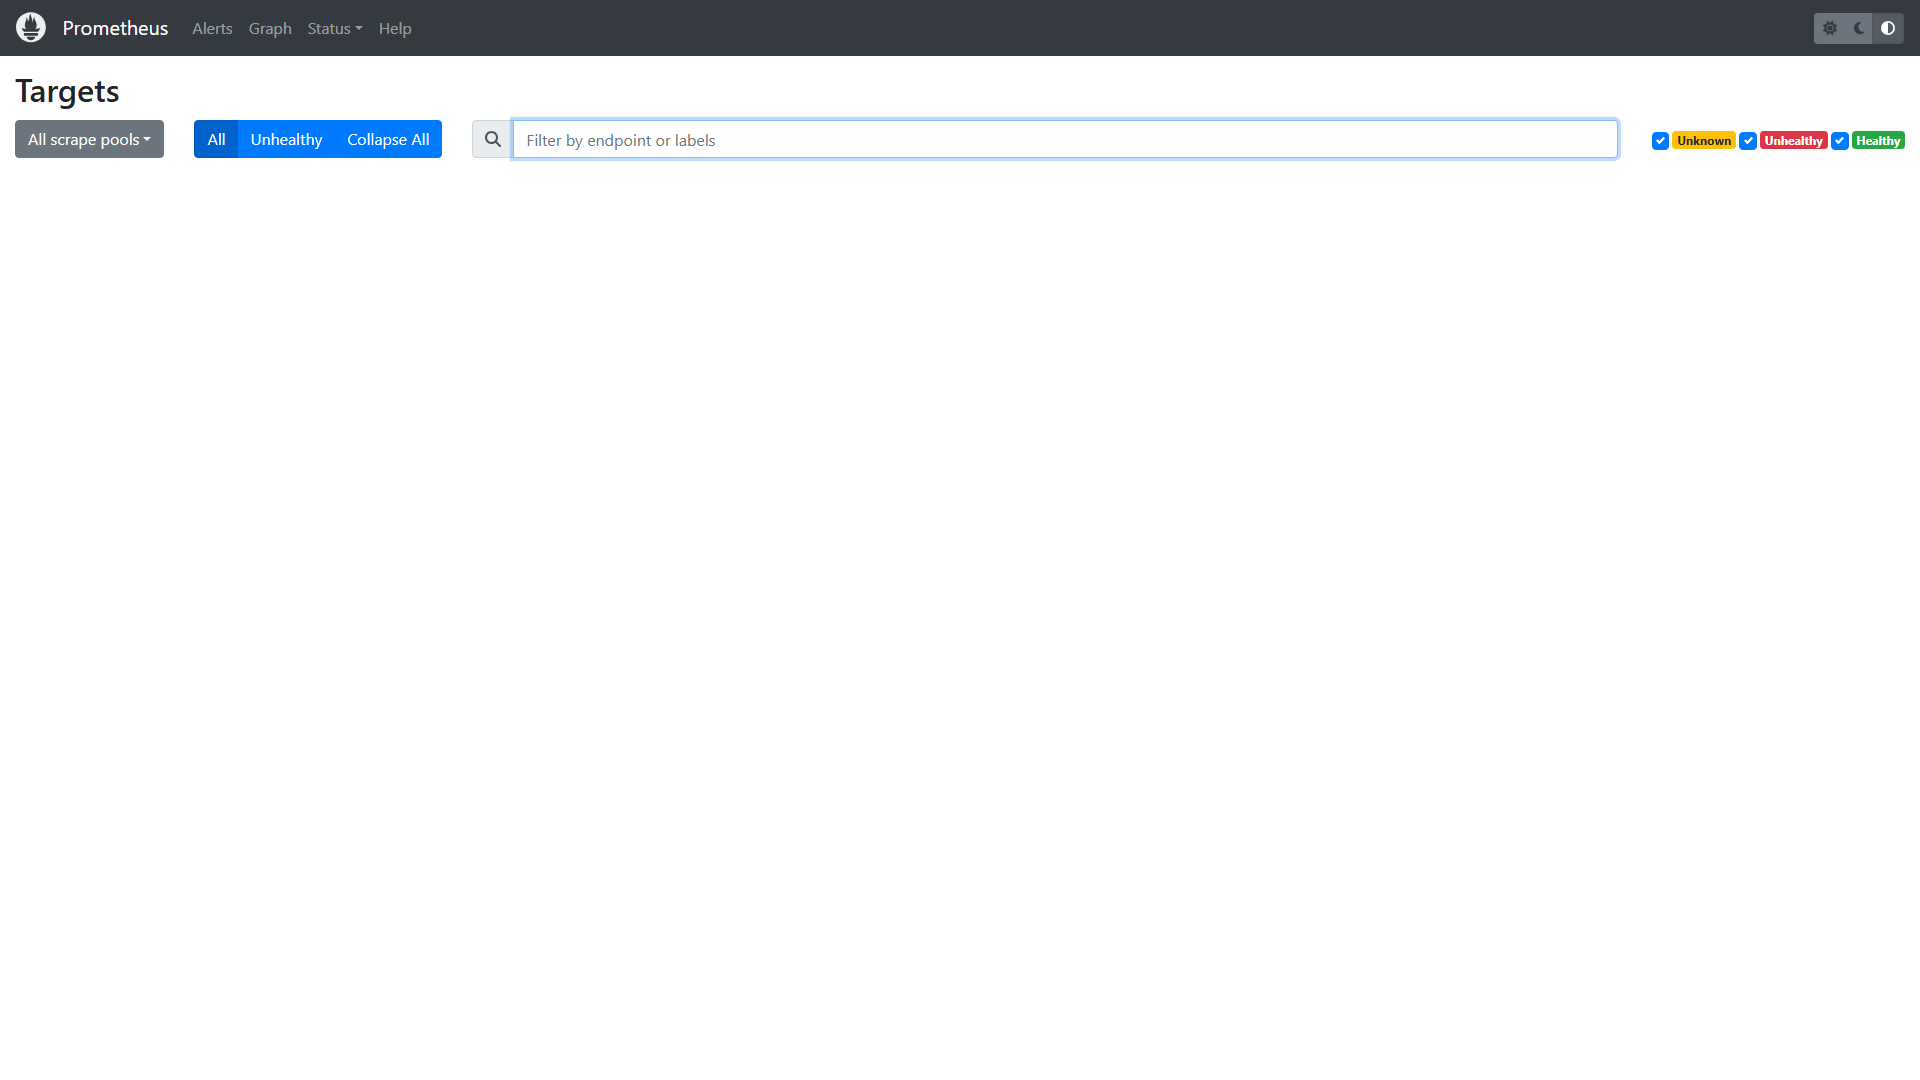 Prometheus Alerts Graph Status Help
Targets
All scrape pools All Unhealthy Collapse All Filter by endpoint or labels Unknown Unhealthy Healthy